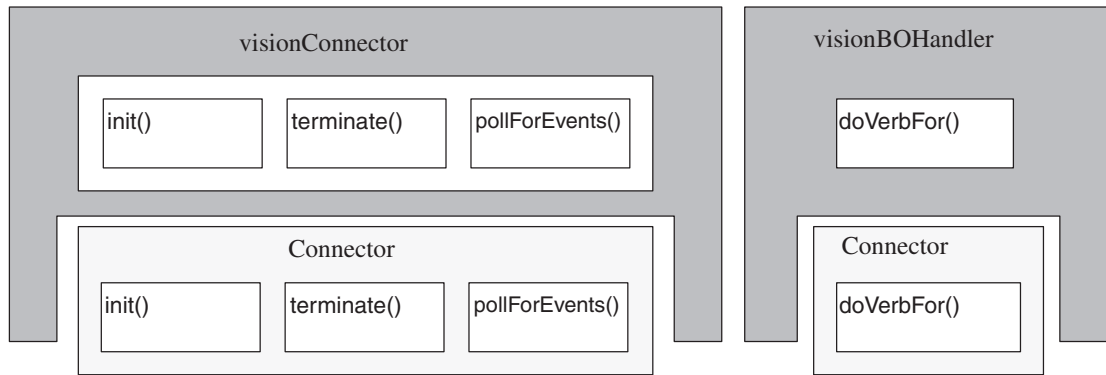 visionConnector
init() terminate() pollForEvents()
Connector
init() terminate() pollForEvents()
visionBOHandler
doVerbFor()
Connector
doVerbFor()